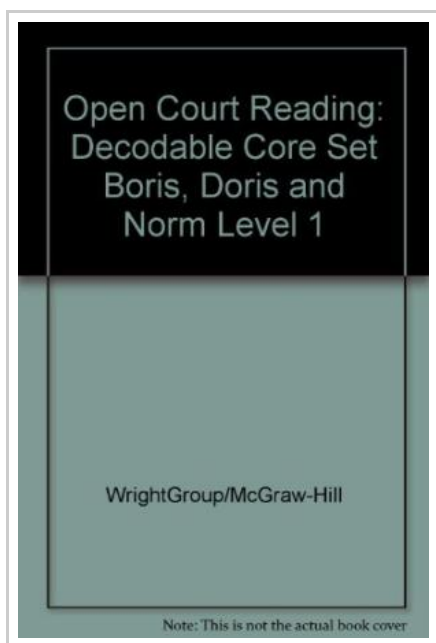 Open Court Reading:
Decodable Core Set
Boris, Doris and
Norm Level 1
WrightGroup/McGraw-Hill
Note: This is not the actual book cover